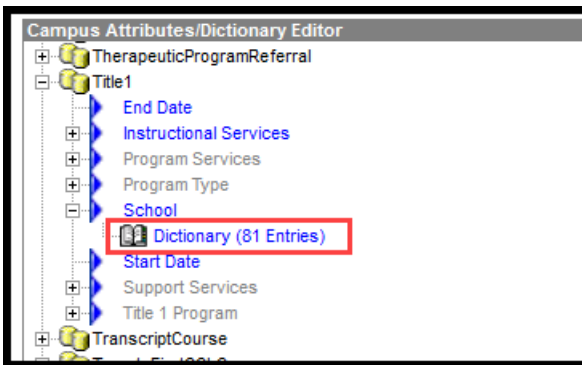 Campus Attributes/Dictionary Editor
TherapeuticProgramReferral
Title1
End Date
Instructional Services
Program Services
Program Type
School
Dictionary (81 Entries)
Start Date
Support Services
Title 1 Program
TranscriptCourse